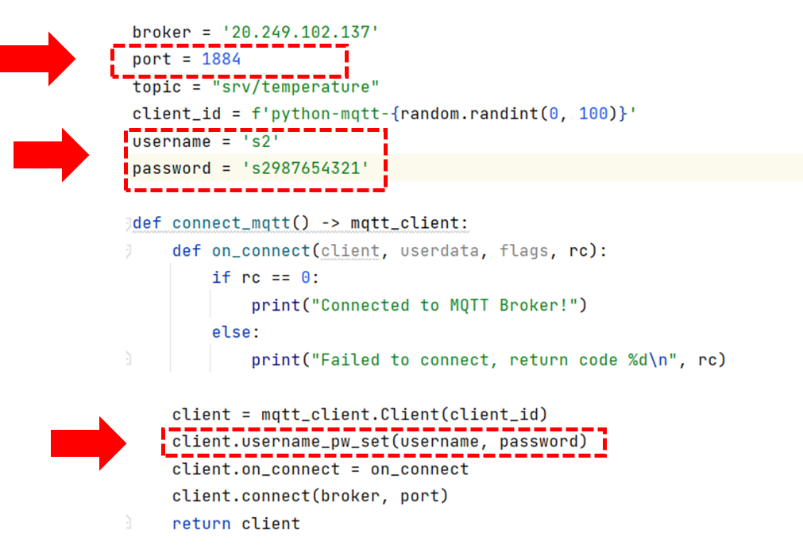 broker = '20.249.102.137'
port = 1884
topic = "srv/temperature"
client_id = f'python-mqtt-{random.randint(0, 100)}'
username = 's2'
password = 's2987654321'
def connect_mqtt() -> mqtt_client:
def on_connect(client, userdata, flags, rc):
if rc == 0:
print("Connected to MQTT Broker!")
else:
print("Failed to connect, return code %d\n", rc)
client = mqtt_client.Client(client_id)
client.username_pw_set(username, password)
client.on_connect = on_connect
client.connect(broker, port)
return client